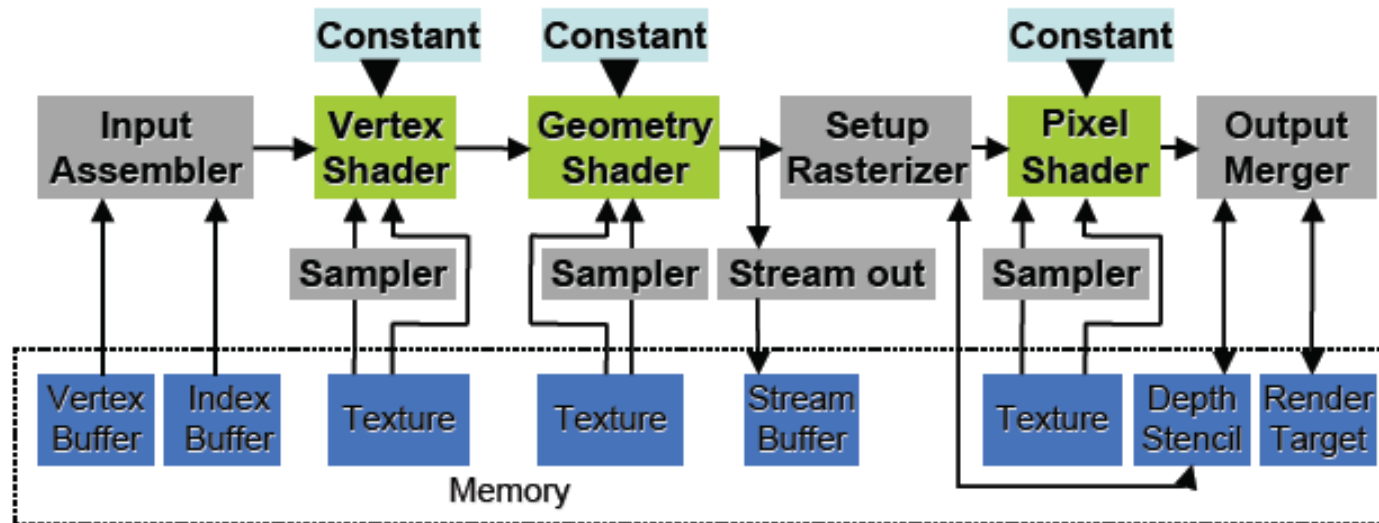 Constant
Constant
Constant
Input
Assembler
Vertex
Shader
Geometry
Shader
Setup
Rasterizer
Pixel
Shader
Output
Merger
Sampler
Sampler
Stream out
Sampler
Vertex
Buffer
Index
Buffer
Texture
Texture
Stream
Buffer
Texture
Depth
Stencil
Render
Target
Memory